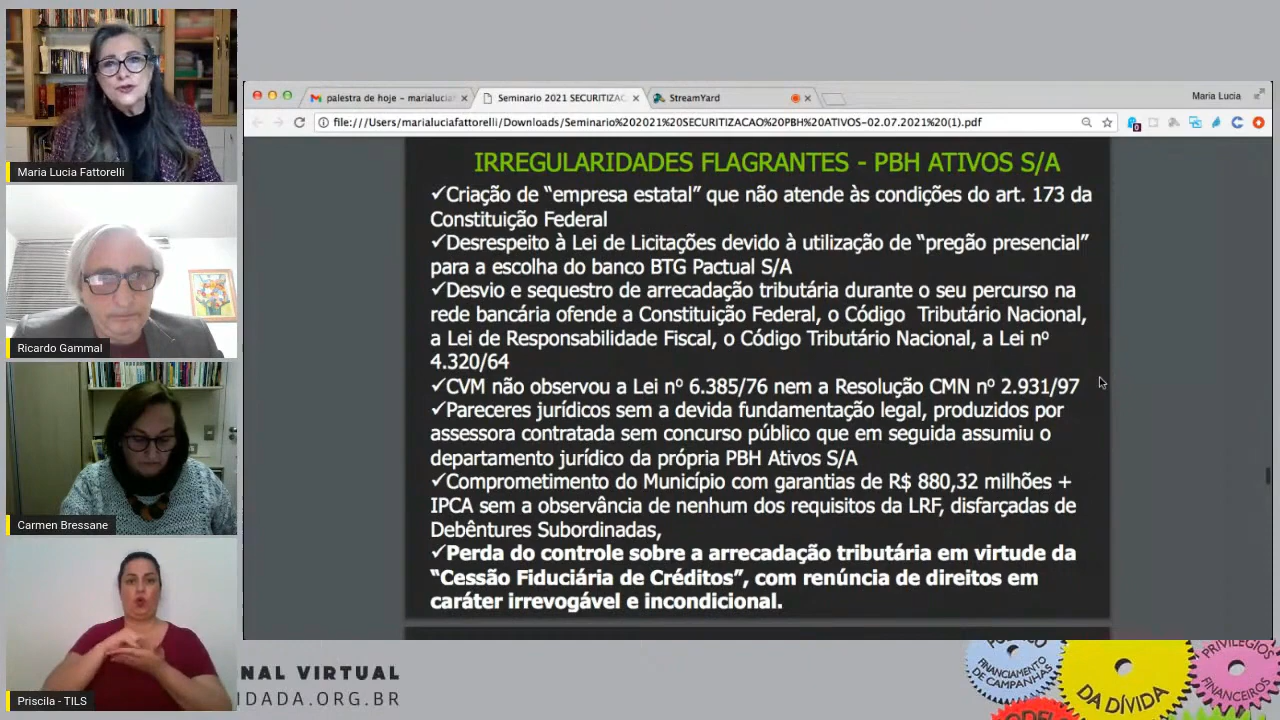 Maria Lucia Fattorelli
Ricardo Gammal
Carmen Bressane
Priscila - TILS
palestra de hoje - marialucia
Seminario 2021 SECURITIZAC
StreamYard
Maria Lucia
file:///Users/marialuciafattorelli/Downloads/Seminario%202021%20SECURITIZACAO%20PBH%20ATIVOS-02.07.2021%20(1).pdf
0
IRREGULARIDADES FLAGRANTES - PBH ATIVOS S/A
✓Criação de “empresa estatal” que não atende às condições do art. 173 da
Constituição Federal
✓Desrespeito à Lei de Licitações devido à utilização de “pregão presencial”
para a escolha do banco BTG Pactual S/A
✓Desvio e sequestro de arrecadação tributária durante o seu percurso na
rede bancária ofende a Constituição Federal, o Código Tributário Nacional,
a Lei de Responsabilidade Fiscal, o Código Tributário Nacional, a Lei nº
4.320/64
✓CVM não observou a Lei nº 6.385/76 nem a Resolução CMN nº 2.931/97
✓Pareceres jurídicos sem a devida fundamentação legal, produzidos por
assessora contratada sem concurso público que em seguida assumiu o
departamento jurídico da própria PBH Ativos S/A
✓Comprometimento do Município com garantias de R$ 880,32 milhões +
IPCA sem a observância de nenhum dos requisitos da LRF, disfarçadas de
Debêntures Subordinadas,
✓Perda do controle sobre a arrecadação tributária em virtude da
“Cessão Fiduciária de Créditos”, com renúncia de direitos em
caráter irrevogável e incondicional.
NAL VIRTUAL
IDADA.ORG.BR
FINANCIAMENTO
DE CAMPANHAS
DA DÍVIDA
PRIVILÉGIOS
FINANCEIROS